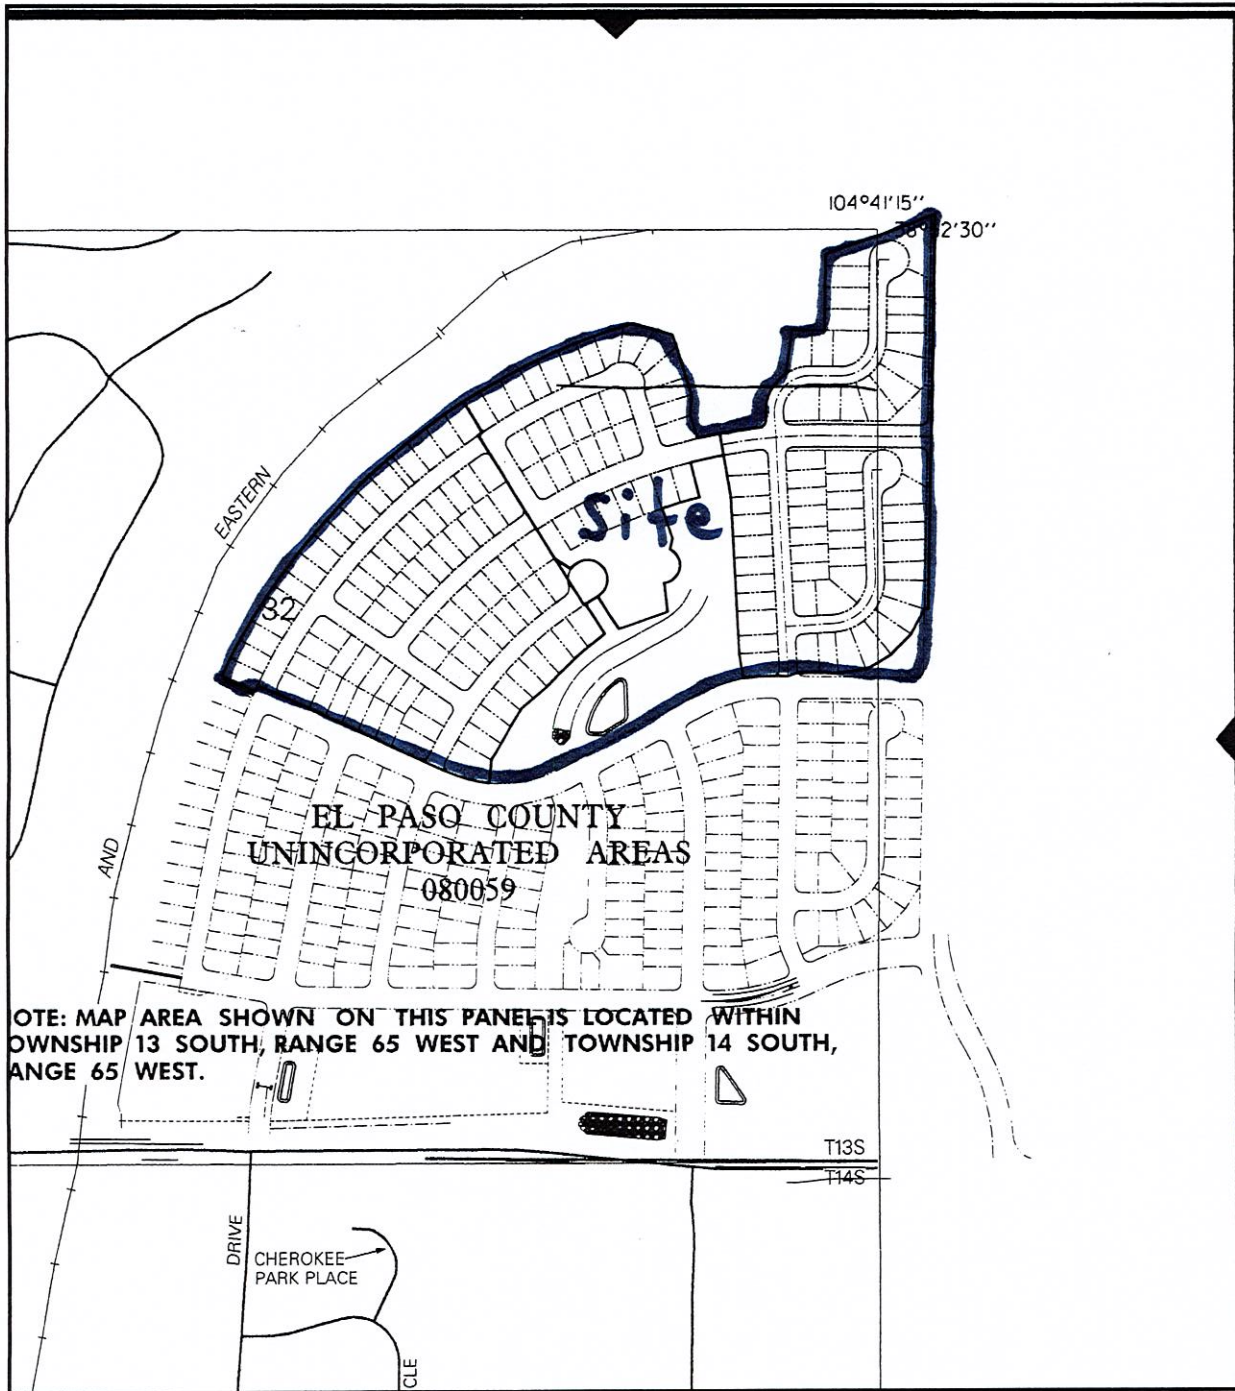 104°41'15"
38°52'30"
EASTERN
Site
32
AND
EL PASO COUNTY
UNINCORPORATED AREAS
080059
OTE: MAP AREA SHOWN ON THIS PANEL IS LOCATED WITHIN
OWNSHIP 13 SOUTH, RANGE 65 WEST AND TOWNSHIP 14 SOUTH,
ANGE 65 WEST.
T13S
T14S
DRIVE
CHEROKEE
PARK PLACE
CLE